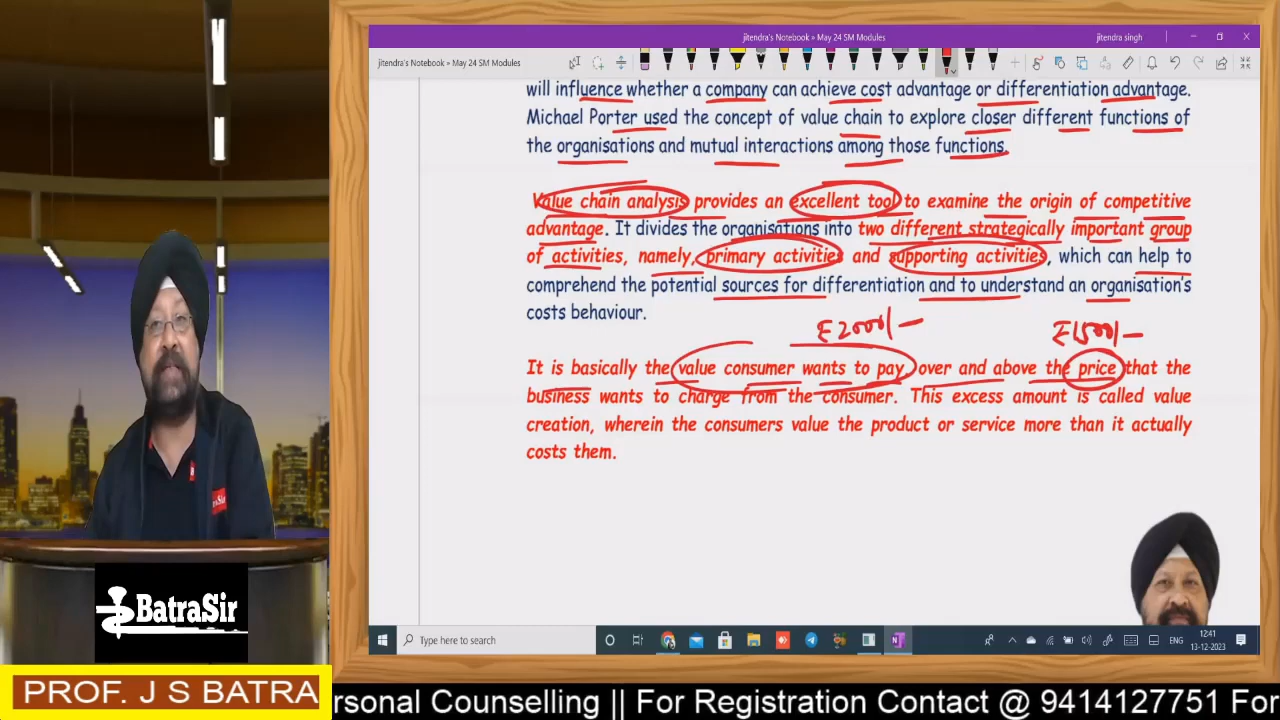 jitendra's Notebook » May 24 SM Modules
jitendra singh
jitendra's Notebook » May 24 SM Modules
will influence whether a company can achieve cost advantage or differentiation advantage.
Michael Porter used the concept of value chain to explore closer different functions of
the organisations and mutual interactions among those functions.
Value chain analysis provides an excellent tool to examine the origin of competitive
advantage. It divides the organisations into two different strategically important group
of activities, namely, primary activities and supporting activities, which can help to
comprehend the potential sources for differentiation and to understand an organisation's
costs behaviour.
₹2000/-
₹1500/-
It is basically the value consumer wants to pay over and above the price that the
business wants to charge from the consumer. This excess amount is called value
creation, wherein the consumers value the product or service more than it actually
costs them.
BatraSir
Type here to search
ENG
12:41
13-12-2023
PROF. J S BATRA
ersonal Counselling || For Registration Contact @ 9414127751 For